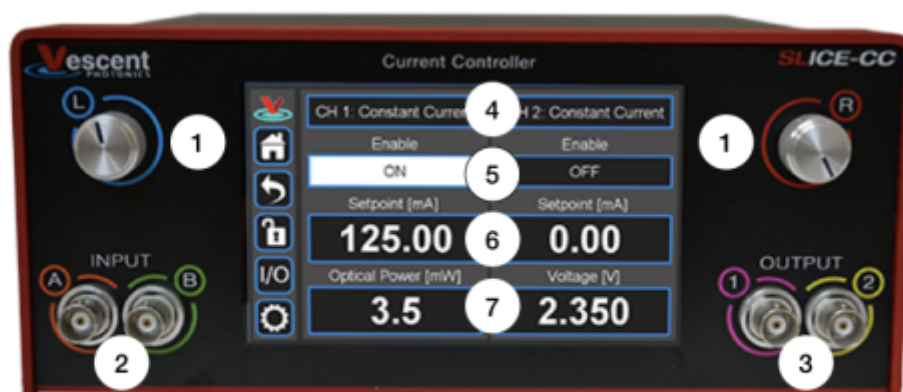 Vescent
PHOTONICS
Current Controller
SLICE-CC
L
R
1
1
4
CH 1: Constant Curre
H 2: Constant Current
Enable
Enable
ON
5
OFF
Setpoint [mA]
Setpoint [mA]
125.00
6
0.00
INPUT
OUTPUT
A
B
I/O
Optical Power [mW]
Voltage [V]
1
2
3.5
7
2.350
2
3